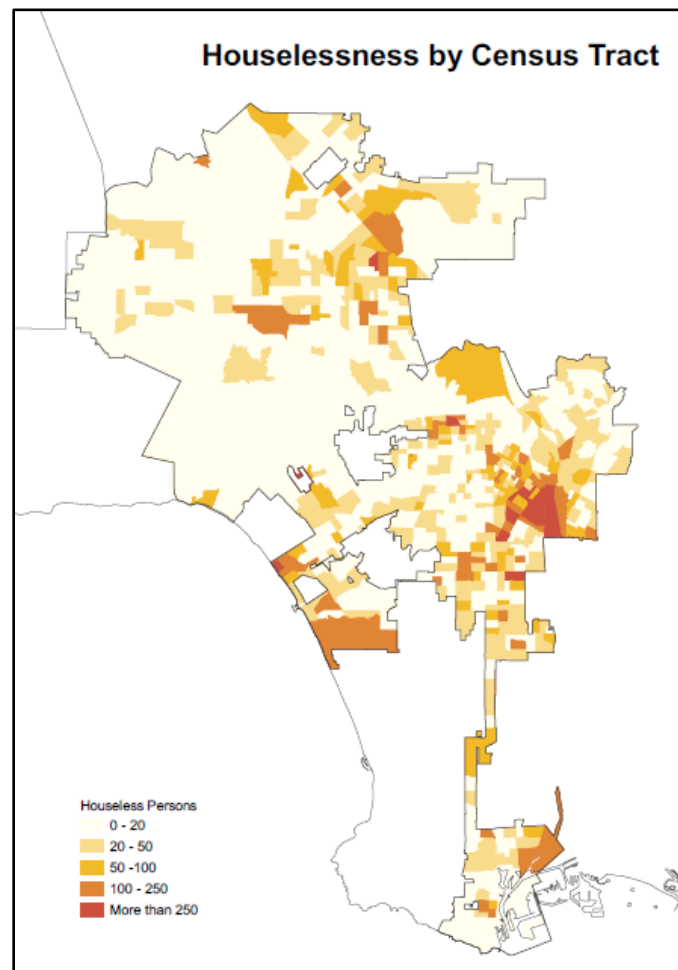 Houselessness by Census Tract
Houseless Persons
0 - 20
20 - 50
50 -100
100 - 250
More than 250